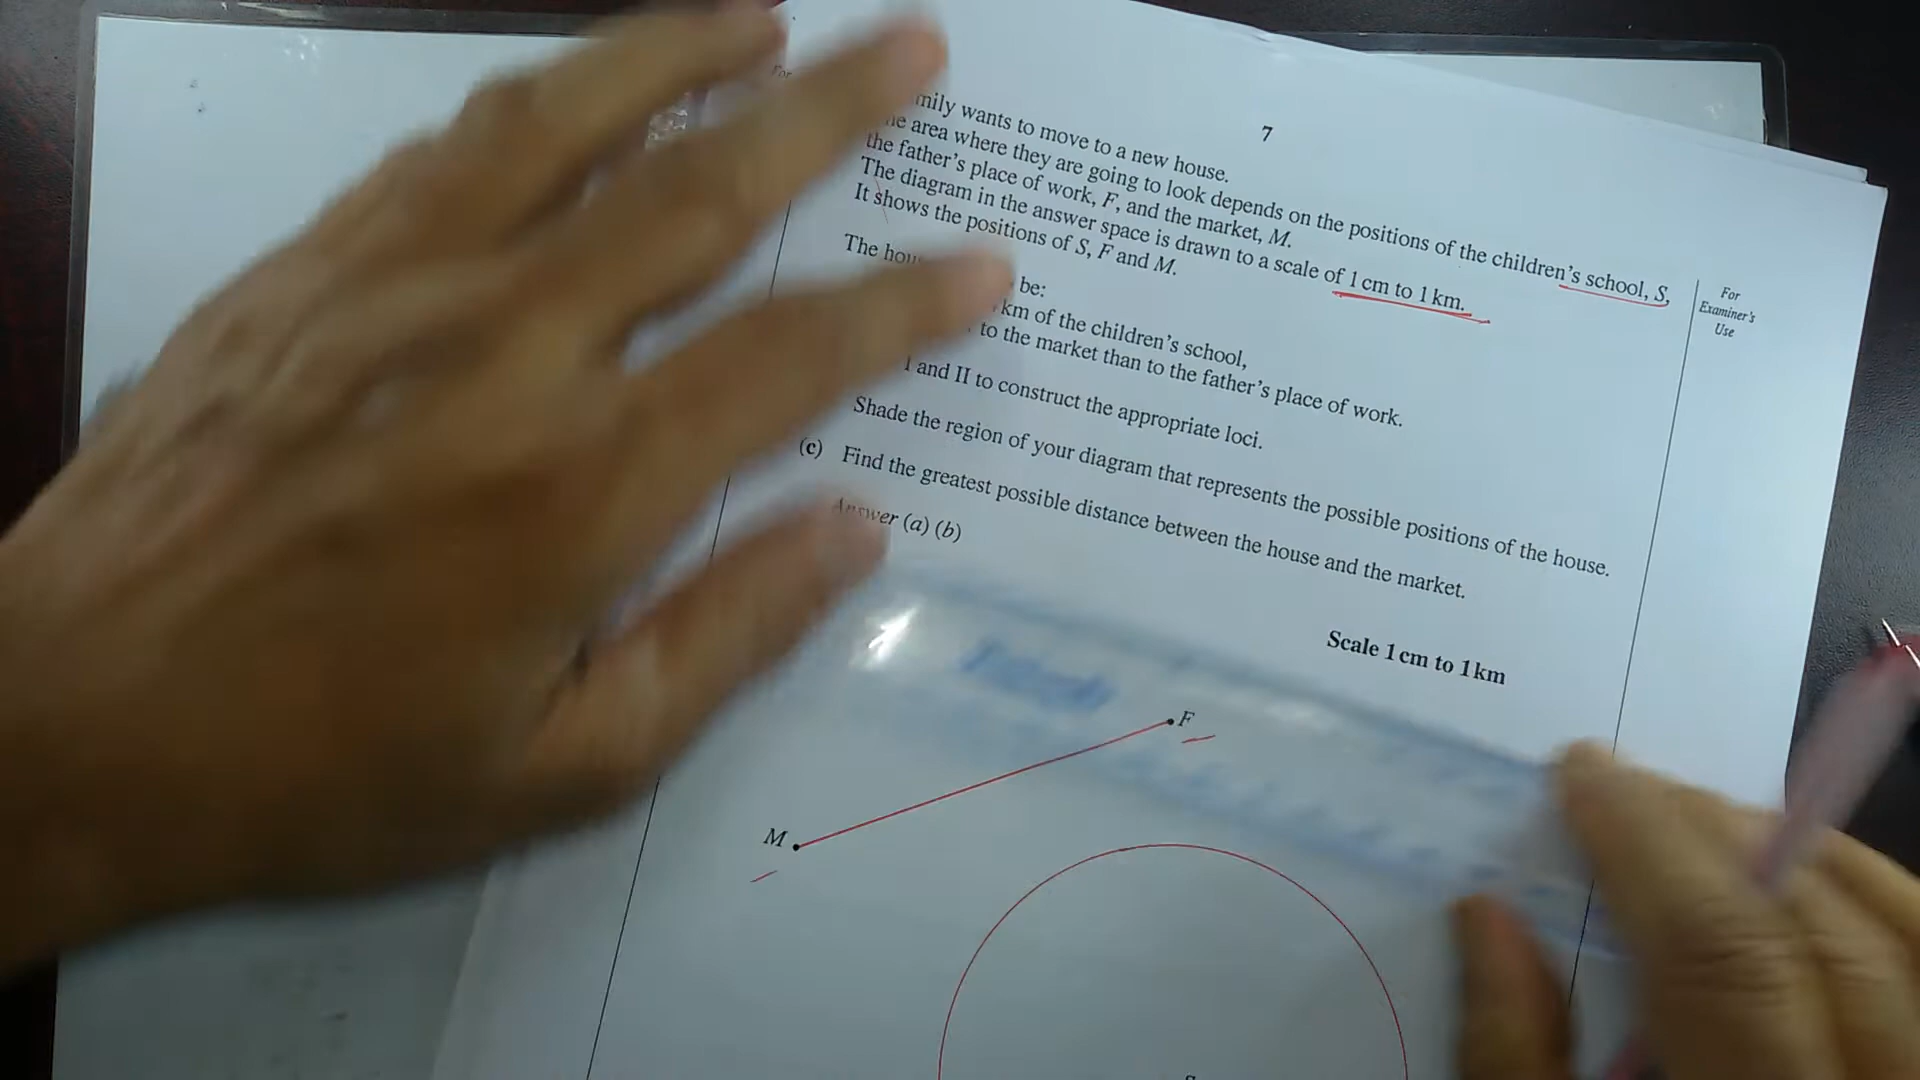 For
7
mily wants to move to a new house.
area where they are going to look depends on the positions of the children's school, S,
the father's place of work, F, and the market, M.
The diagram in the answer space is drawn to a scale of 1 cm to 1 km.
It shows the positions of S, F and M.
For
Examiner's
Use
The be:
km of the children's school,
to the market than to the father's place of work.
I and II to construct the appropriate loci.
Shade the region of your diagram that represents the possible positions of the house.
(c) Find the greatest possible distance between the house and the market.
Answer (a) (b)
Scale 1 cm to 1 km
F
M